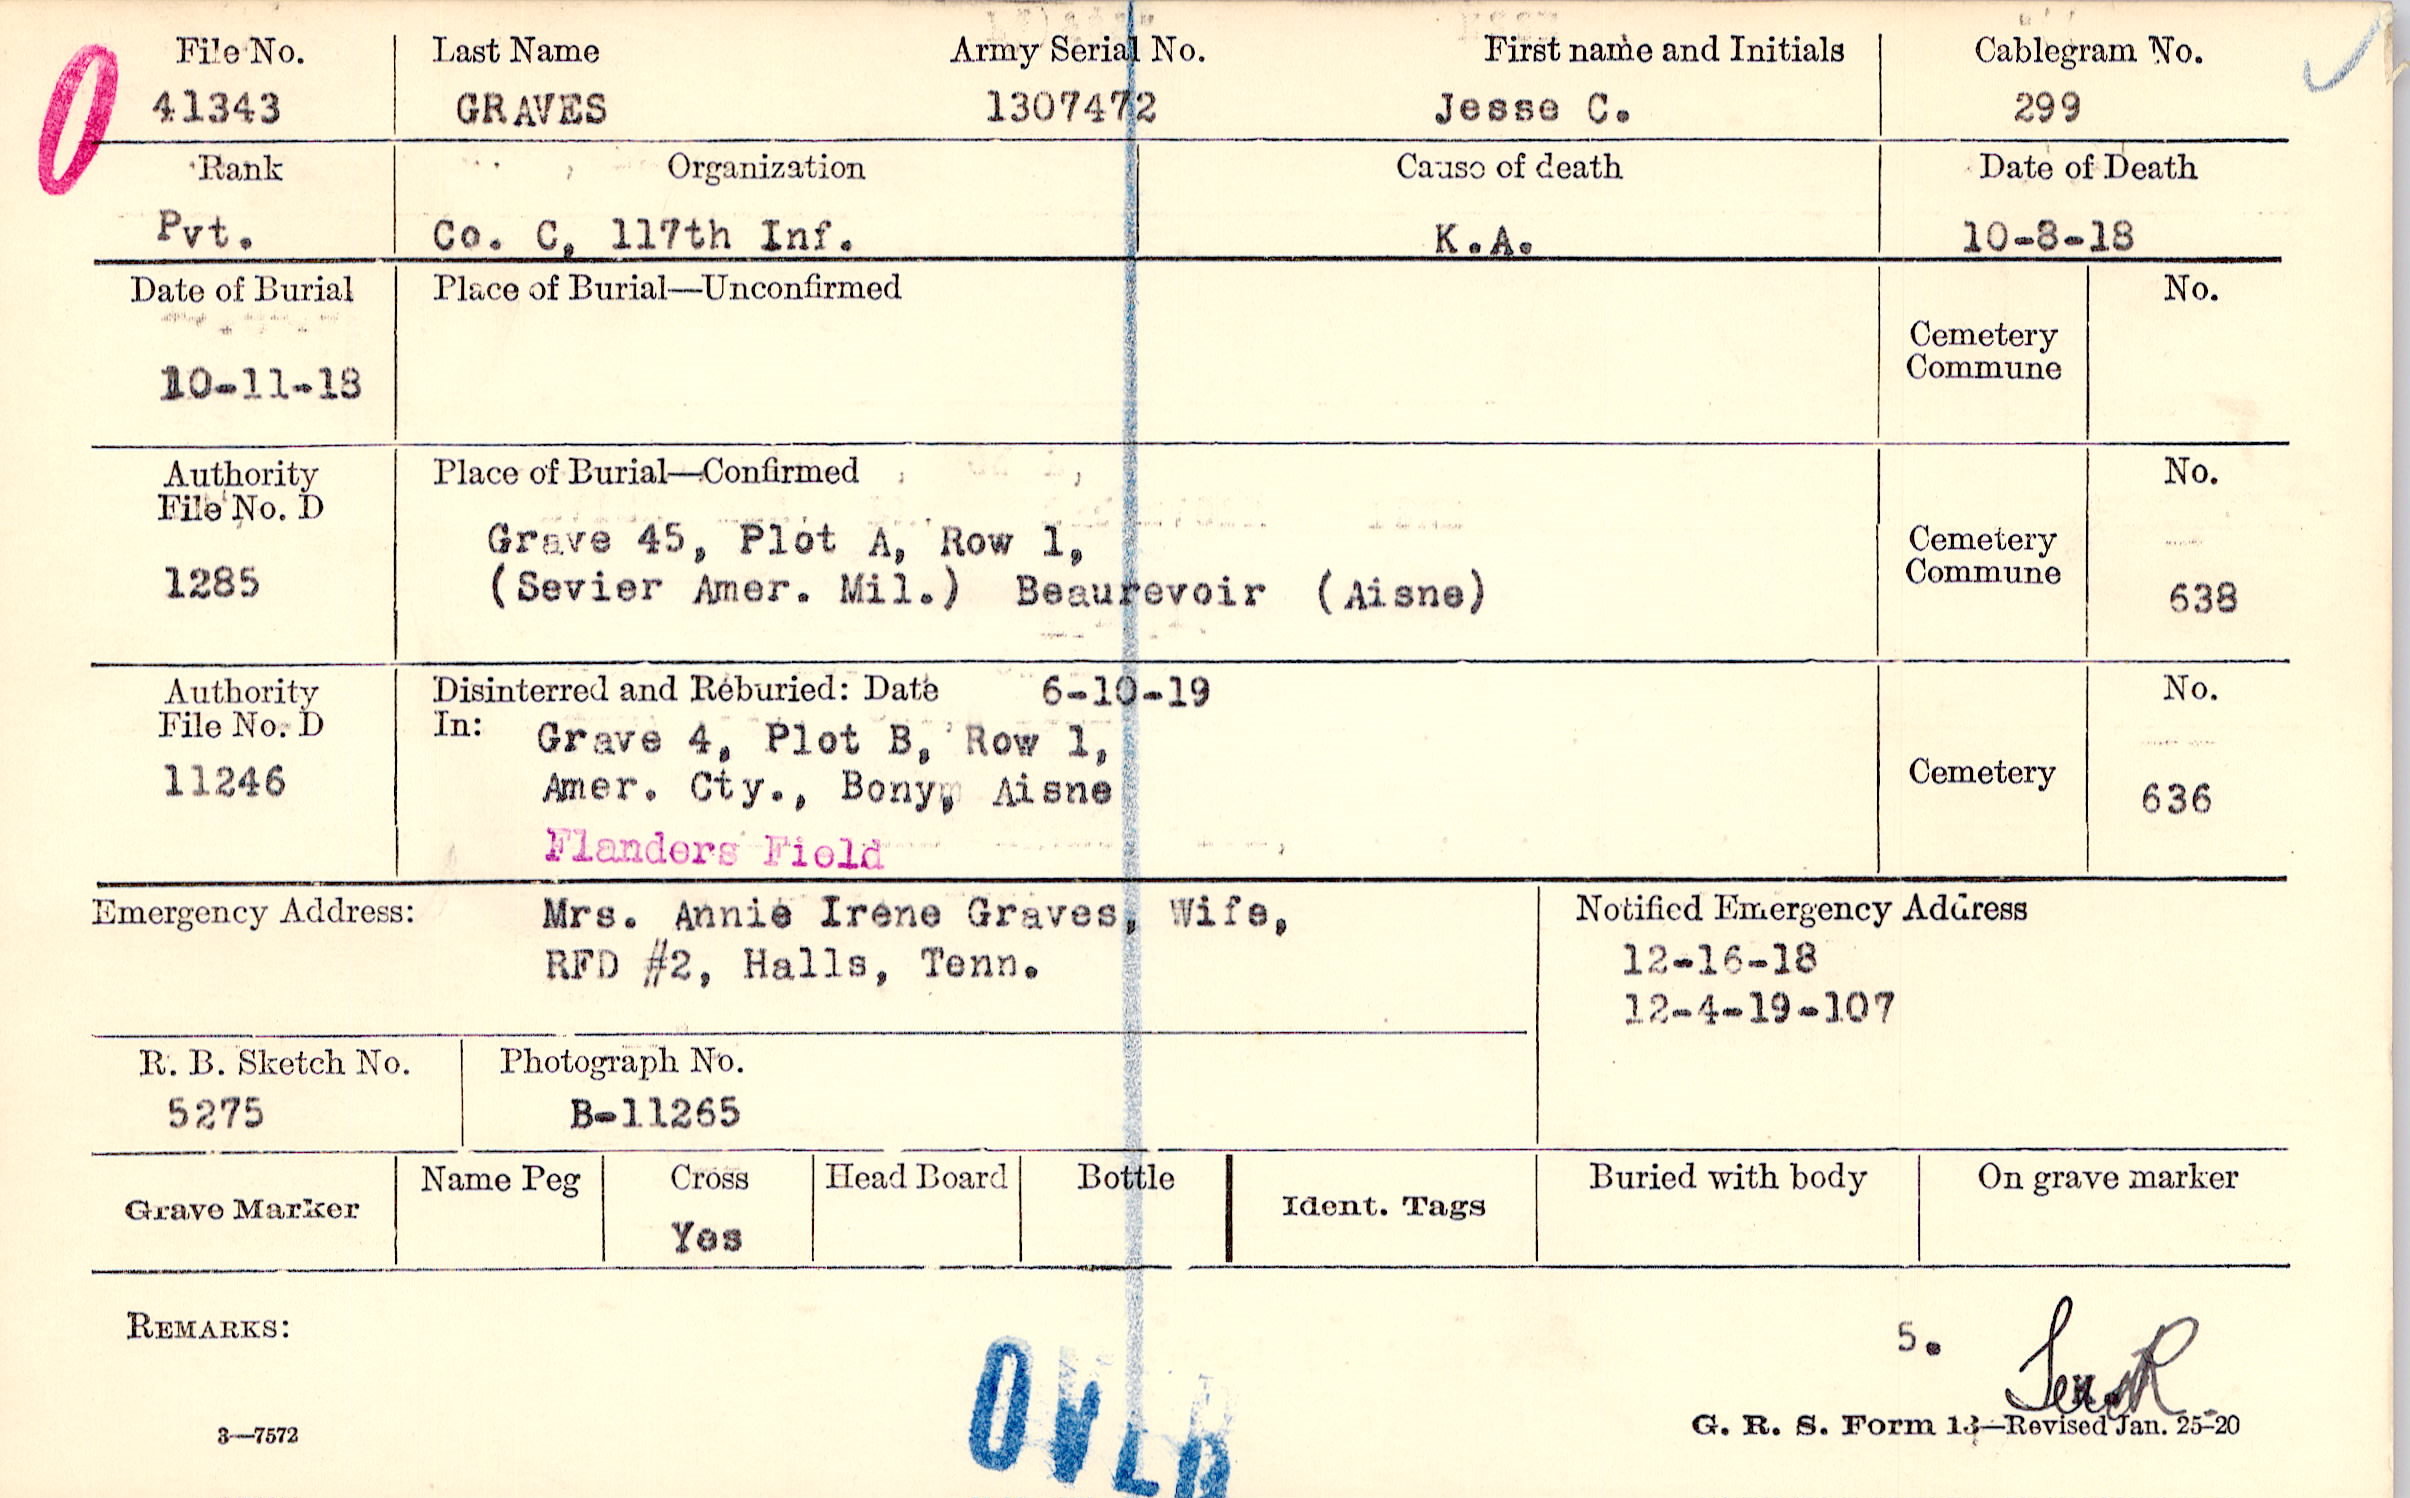 File No. Last Name Army Serial No. First name and Initials Cablegram No.
41343 GRAVES 1307472 Jesse C. 299
Rank Organization Cause of death Date of Death
Pvt. Co. C, 117th Inf. K.A. 10-8-18
Date of Burial Place of Burial—Unconfirmed No.
Cemetery
Commune
10-11-18
Authority Place of Burial—Confirmed No.
File No. D
Grave 45, Plot A, Row 1, Cemetery
Commune
1285 (Sevier Amer. Mil.) Beaurevoir (Aisne) 638
Authority Disinterred and Reburied: Date 6-10-19 No.
File No. D In: Grave 4, Plot B, Row 1,
11246 Amer. Cty., Bony, Aisne Cemetery 636
Flanders Field
Emergency Address: Mrs. Annie Irene Graves, Wife, Notified Emergency Address
RFD #2, Halls, Tenn. 12-16-18
12-4-19-107
R. B. Sketch No. Photograph No.
5275 B-11265
Grave Marker Name Peg Cross Head Board Bottle Ident. Tags Buried with body On grave marker
Yes
REMARKS: 5.
3—7572 G. R. S. Form 13—Revised Jan. 25-20